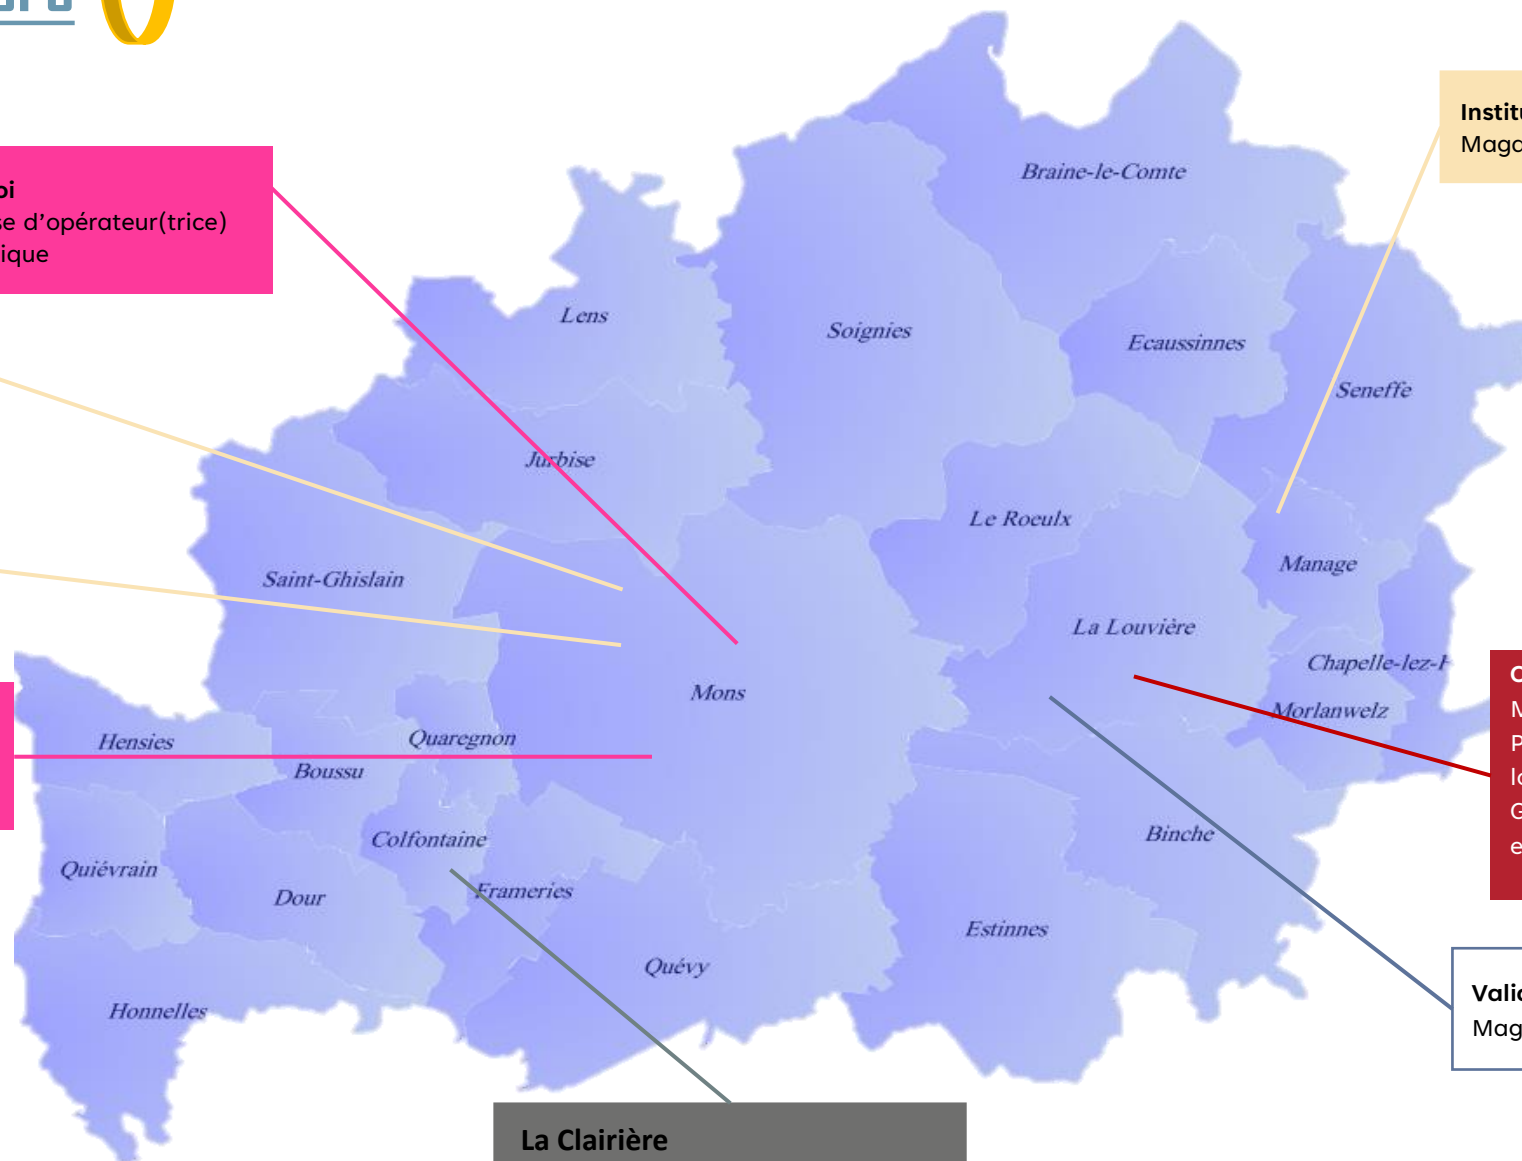 Institu
Maga
Braine-le-Comte
oi
se d’opérateur(trice)
ique
Lens
Soignies
Ecaussinnes
Seneffe
Jurbise
Le Roeulx
Manage
Saint-Ghislain
La Louvière
Chapelle-lez-H
Mons
Morlanwelz
C
M
P
lo
G
e
Hensies
Quaregnon
Boussu
Colfontaine
Binche
Quiévrain
Dour
Frameries
Estinnes
Quévy
Valid
Mag
Honnelles
La Clairière